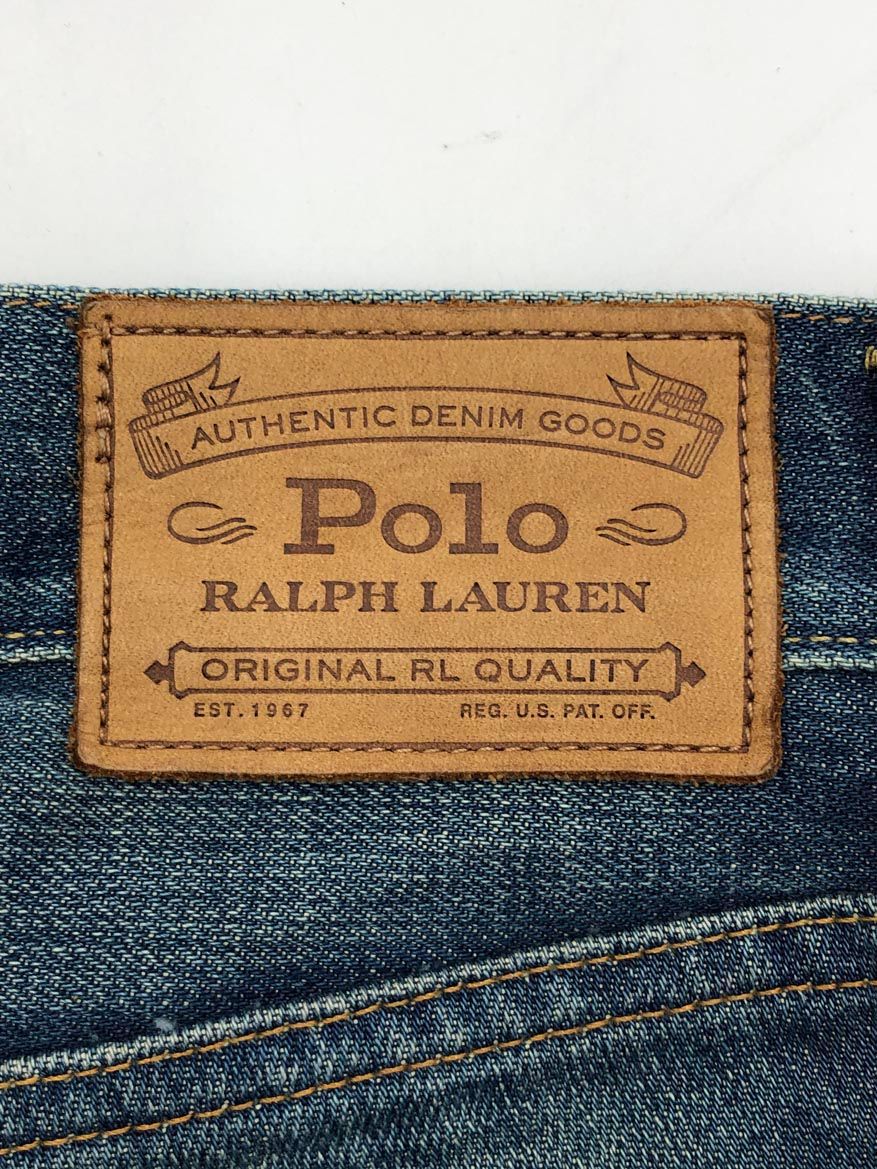 AUTHENTIC DENIM GOODS
Polo
RALPH LAUREN
ORIGINAL RL QUALITY
EST. 1967 REG. U.S. PAT. OFF.